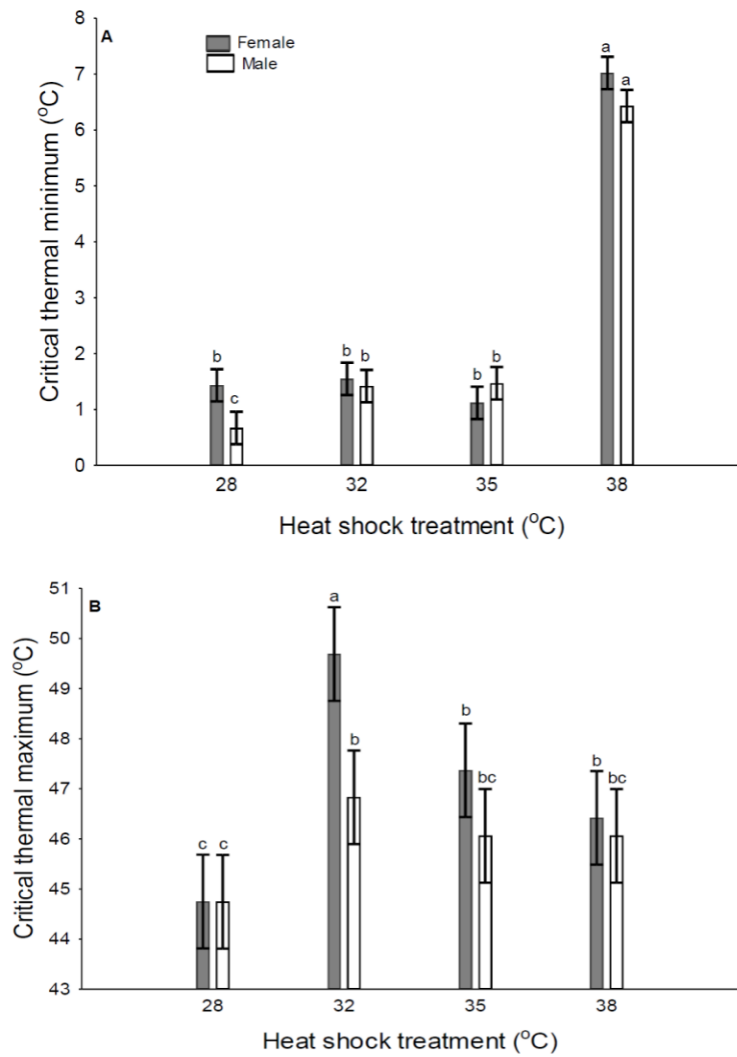 A
Female
Male
Critical thermal minimum (°C)
8
7
6
5
4
3
2
1
0
b
c
b
b
b
b
a
a
28 32 35 38
Heat shock treatment (°C)
B
Critical thermal maximum (°C)
51
50
49
48
47
46
45
44
43
c c
a
b
b
bc
b
bc
28 32 35 38
Heat shock treatment (°C)